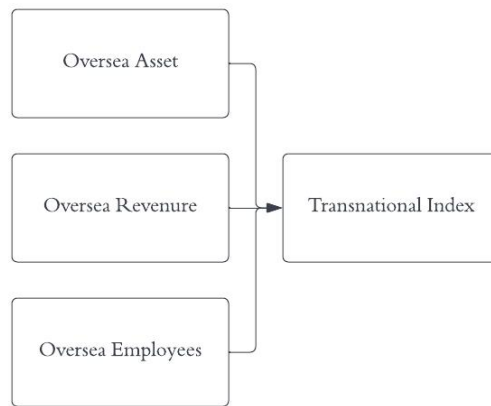 Oversea Asset
Oversea Revenure
Transnational Index
Oversea Employees